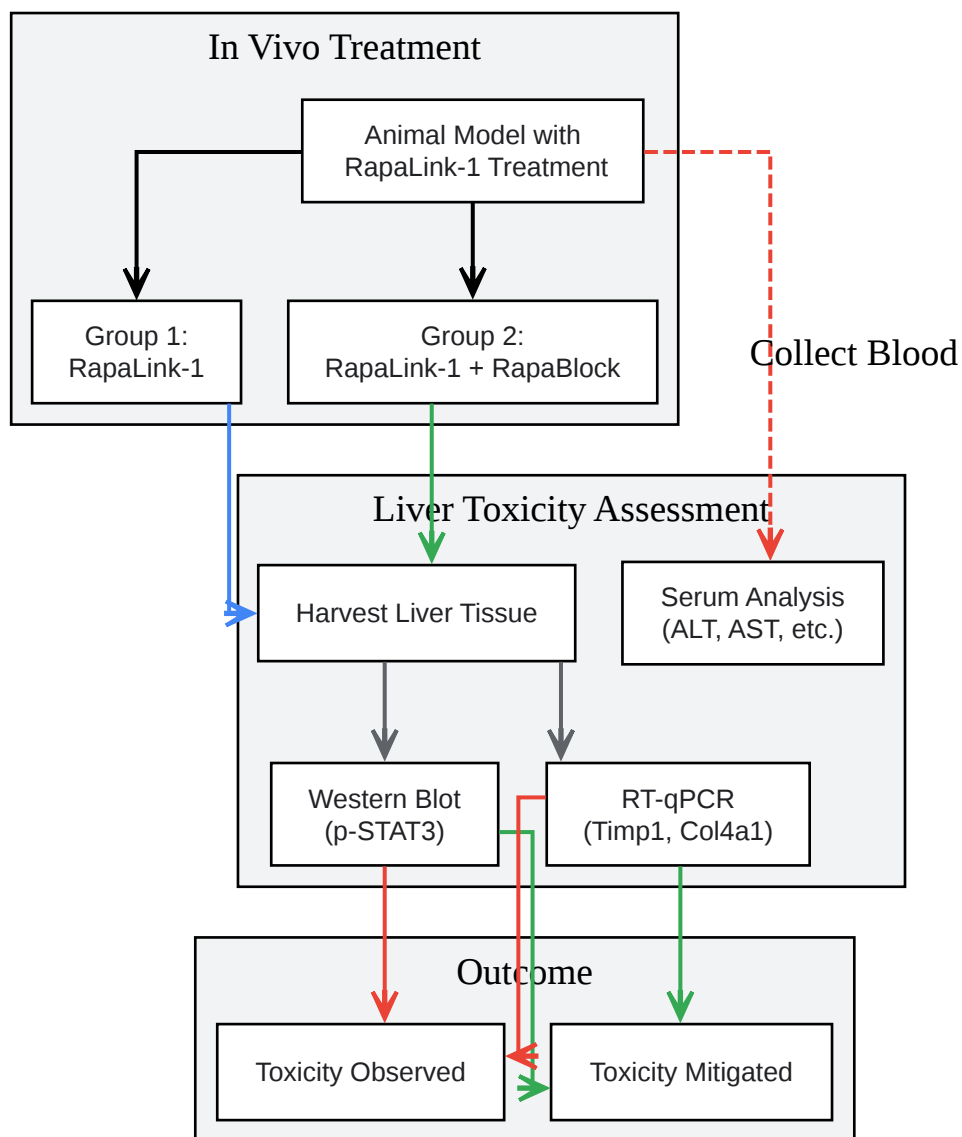 In Vivo Treatment
Animal Model with
RapaLink-1 Treatment
Group 1:
RapaLink-1
Group 2:
RapaLink-1 + RapaBlock
Collect Blood
Liver Toxicity Assessment
Harvest Liver Tissue
Serum Analysis
(ALT, AST, etc.)
Western Blot
(p-STAT3)
RT-qPCR
(Timp1, Col4a1)
Outcome
Toxicity Observed
Toxicity Mitigated